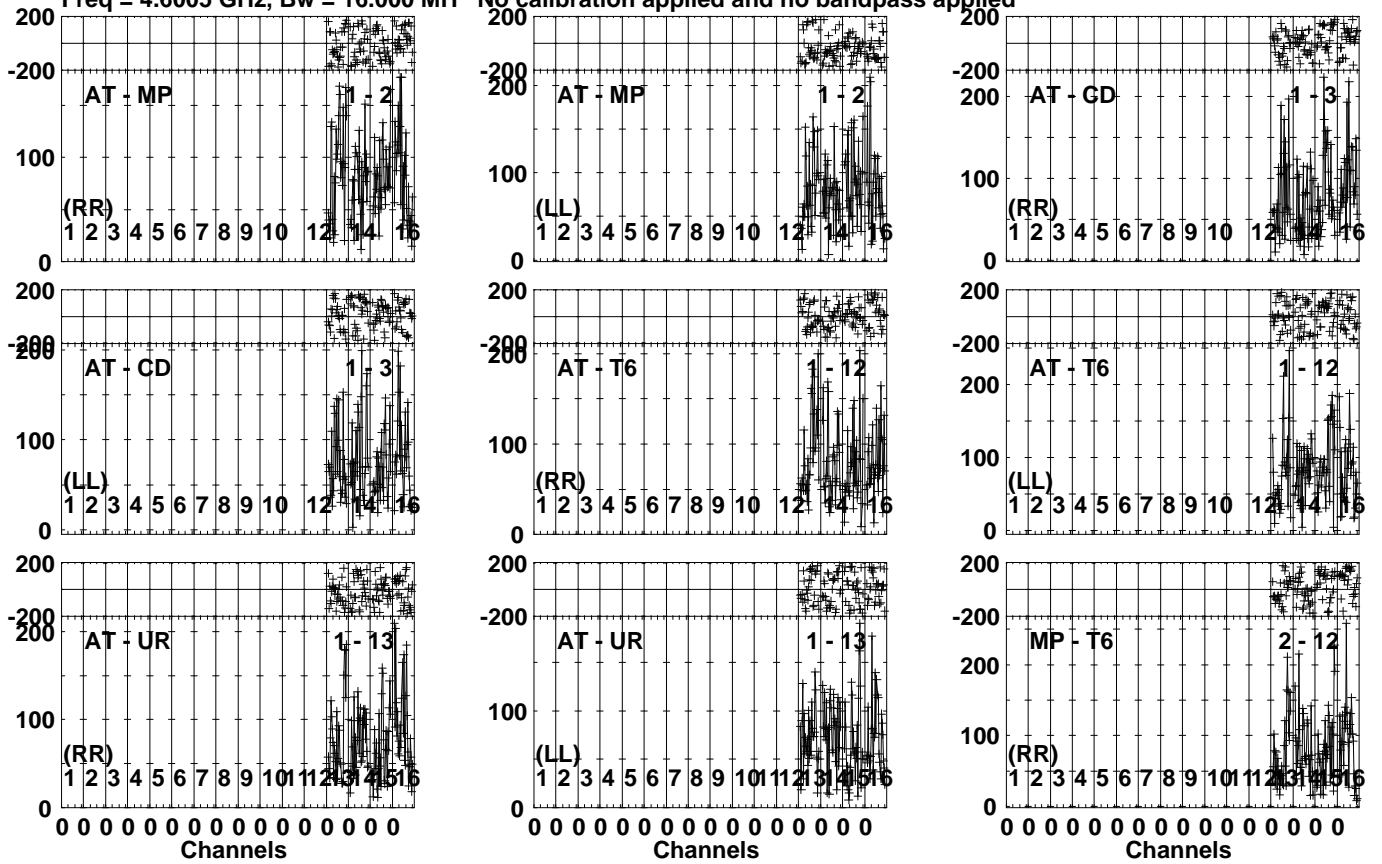 Freq = 4.6005 GHz, Bw = 16.000 MH No calibration applied and no bandpass applied
200 200 200
-200 -200 -200
200 200
AT - MP 1 - 2 AT - MP 1 - 2 AT - CD 1 - 3
100 100 100
(RR) (LL) (RR)
1 2 3 4 5 6 7 8 9 10 12 14 16 1 2 3 4 5 6 7 8 9 10 12 14 16 1 2 3 4 5 6 7 8 9 10 12 14 16
0 0 0
200 200 200
-200 -200 -200
200 200 200
AT - CD 1 - 3 AT - T6 1 - 12 AT - T6 1 - 12
100 100 100
(LL) (RR) (LL)
1 2 3 4 5 6 7 8 9 10 12 14 16 1 2 3 4 5 6 7 8 9 10 12 14 16 1 2 3 4 5 6 7 8 9 10 12 14 16
0 0 0
200 200 200
-200 -200 -200
200 200 200
AT - UR 1 - 13 AT - UR 1 - 13 MP - T6 2 - 12
100 100 100
(RR) (LL) (RR)
1 2 3 4 5 6 7 8 9 10 11 12 13 14 15 16 1 2 3 4 5 6 7 8 9 10 11 12 13 14 15 16 1 2 3 4 5 6 7 8 9 10 11 12 13 14 15 16
0 0 0
0 0 0 0 0 0 0 0 0 0 0 0 0 0 0 0 0 0 0 0 0 0 0 0 0 0 0 0 0 0 0 0 0 0 0 0 0 0 0 0 0 0 0 0 0 0 0 0
Channels Channels Channels